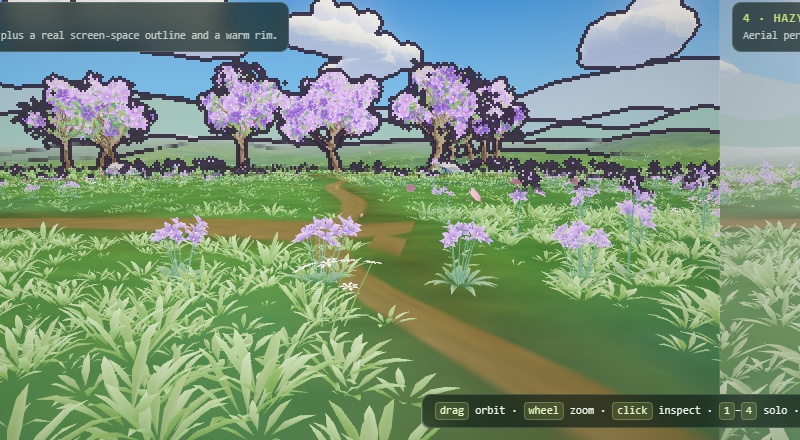 plus a real screen-space outline and a warm rim.
4 · HAZY
Aerial per
drag orbit · wheel zoom · click inspect · 1–4 solo ·